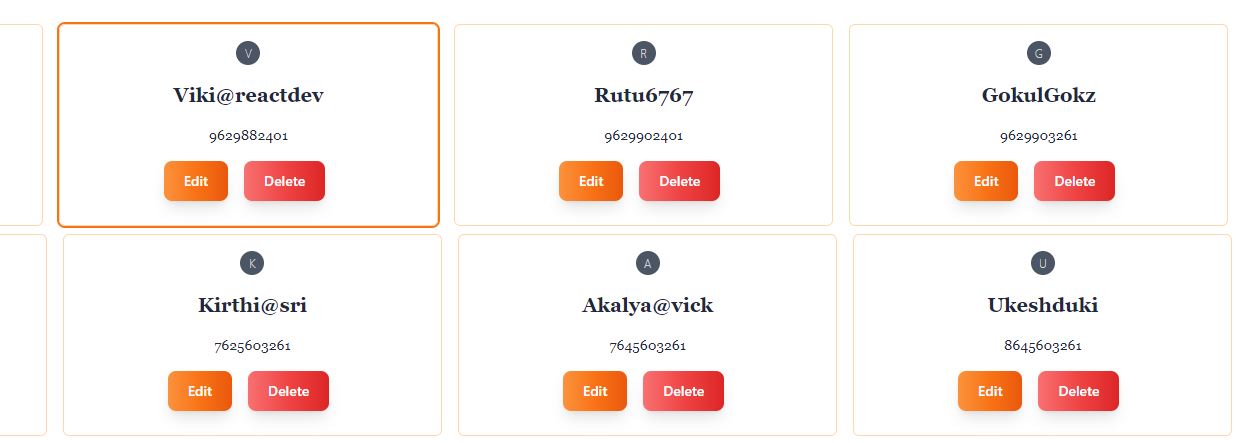 V
Viki@reactdev
9629882401
Edit Delete
R
Rutu6767
9629902401
Edit Delete
G
GokulGokz
9629903261
Edit Delete
K
Kirthi@sri
7625603261
Edit Delete
A
Akalya@vick
7645603261
Edit Delete
U
Ukeshduki
8645603261
Edit Delete